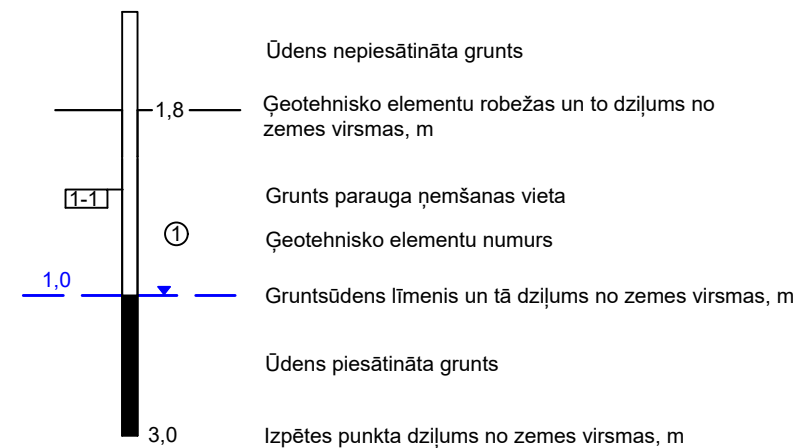 Ūdens nepiesātināta grunts
1,8
Ģeotehnisko elementu robežas un to dziļums no
zemes virsmas, m
1-1
Grunts parauga ņemšanas vieta
1
Ģeotehnisko elementu numurs
1,0
Gruntsūdens līmenis un tā dziļums no zemes virsmas, m
Ūdens piesātināta grunts
3,0
Izpētes punkta dziļums no zemes virsmas, m